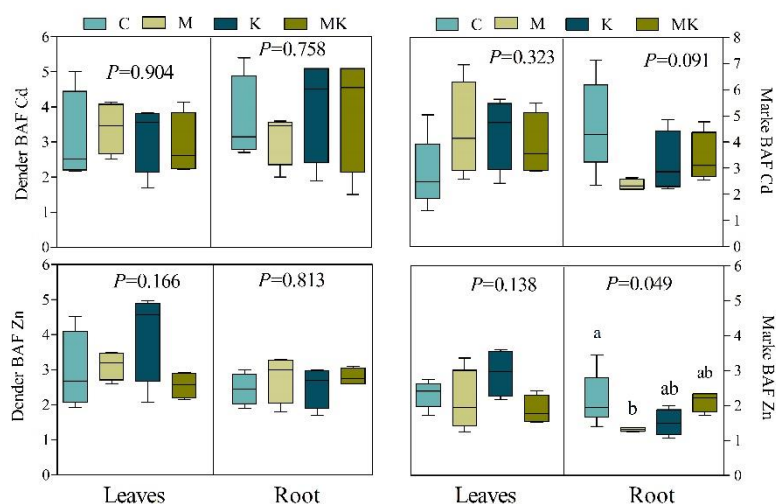 C M K MK
C M K MK
Dender BAF Cd
6
5
4
3
2
1
0
P=0.904
P=0.758
P=0.323
P=0.091
8
7
6
5
4
3
2
1
0
Marke BAF Cd
Dender BAF Zn
6
5
4
3
2
1
0
P=0.166
P=0.813
P=0.138
P=0.049
a
b
ab
ab
6
5
4
3
2
1
0
Marke BAF Zn
Leaves Root
Leaves Root